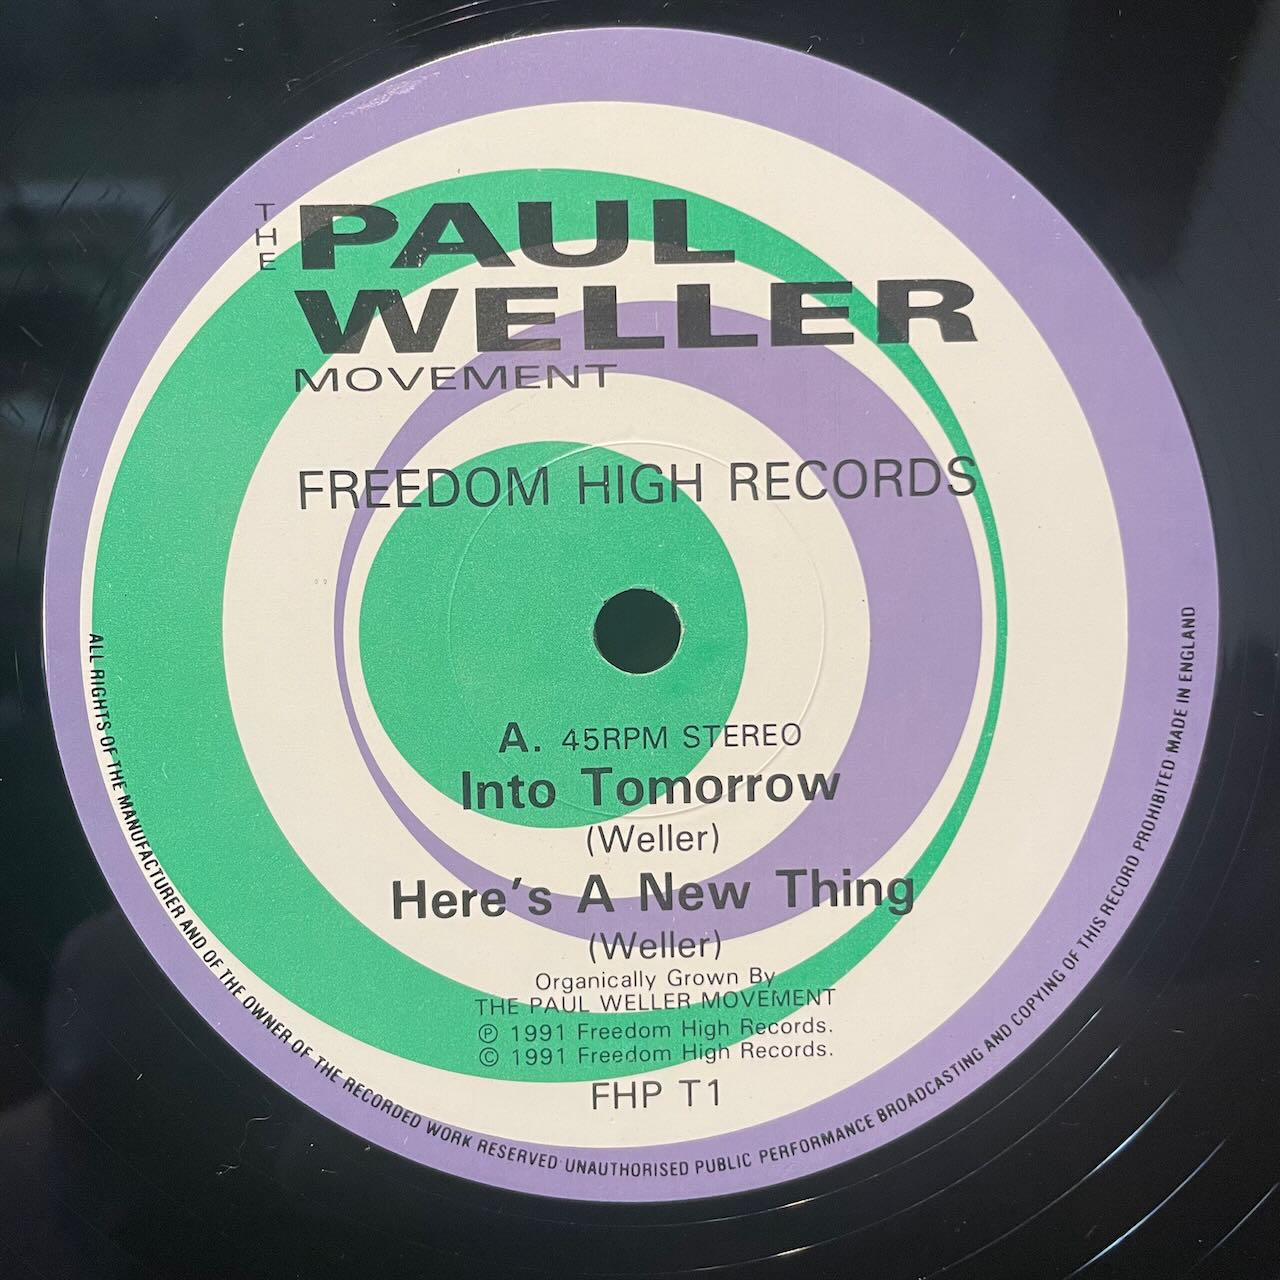 THE
PAUL
WELLER
MOVEMENT
FREEDOM HIGH RECORDS
A. 45RPM STEREO
Into Tomorrow
(Weller)
Here's A New Thing
(Weller)
Organically Grown By
THE PAUL WELLER MOVEMENT
℗ 1991 Freedom High Records.
© 1991 Freedom High Records.
FHP T1
ALL RIGHTS OF THE MANUFACTURER AND OF THE OWNER OF THE RECORDED WORK RESERVED·UNAUTHORISED PUBLIC PERFORMANCE BROADCASTING AND COPYING OF THIS RECORD PROHIBITED·MADE IN ENGLAND